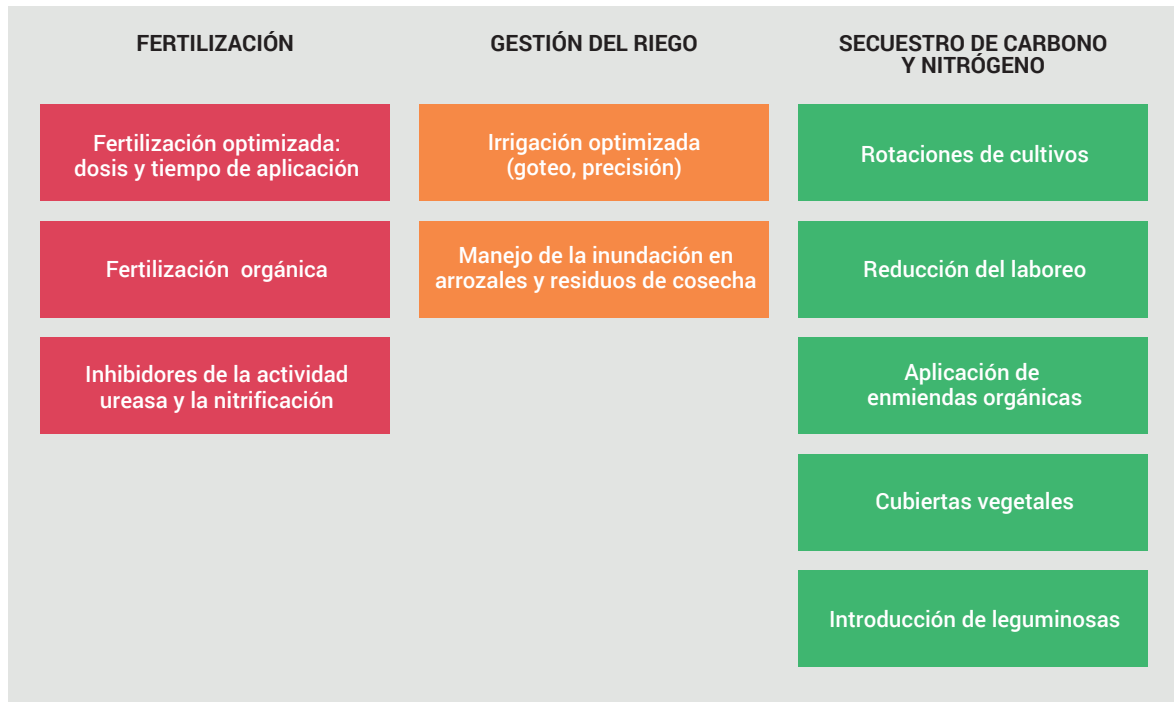 FERTILIZACIÓN
Fertilización optimizada:
dosis y tiempo de aplicación
Fertilización orgánica
Inhibidores de la actividad
ureasa y la nitrificación
GESTIÓN DEL RIEGO
Irrigación optimizada
(goteo, precisión)
Manejo de la inundación en
arrozales y residuos de cosecha
SECUESTRO DE CARBONO
Y NITRÓGENO
Rotaciones de cultivos
Reducción del laboreo
Aplicación de
enmiendas orgánicas
Cubiertas vegetales
Introducción de leguminosas